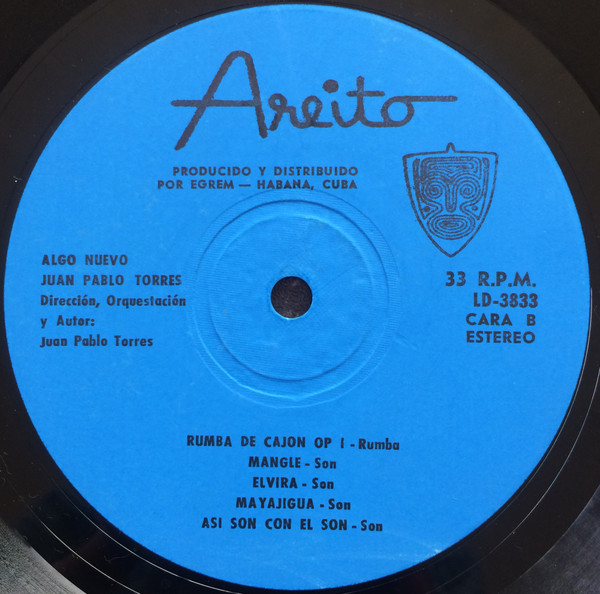 Areito
PRODUCIDO Y DISTRIBUIDO
POR EGREM — HABANA, CUBA
ALGO NUEVO
JUAN PABLO TORRES
Dirección, Orquestación
y Autor:
Juan Pablo Torres
33 R.P.M.
LD-3833
CARA B
ESTEREO
RUMBA DE CAJON OP I - Rumba
MANGLE - Son
ELVIRA - Son
MAYAJIGUA - Son
ASI SON CON EL SON - Son